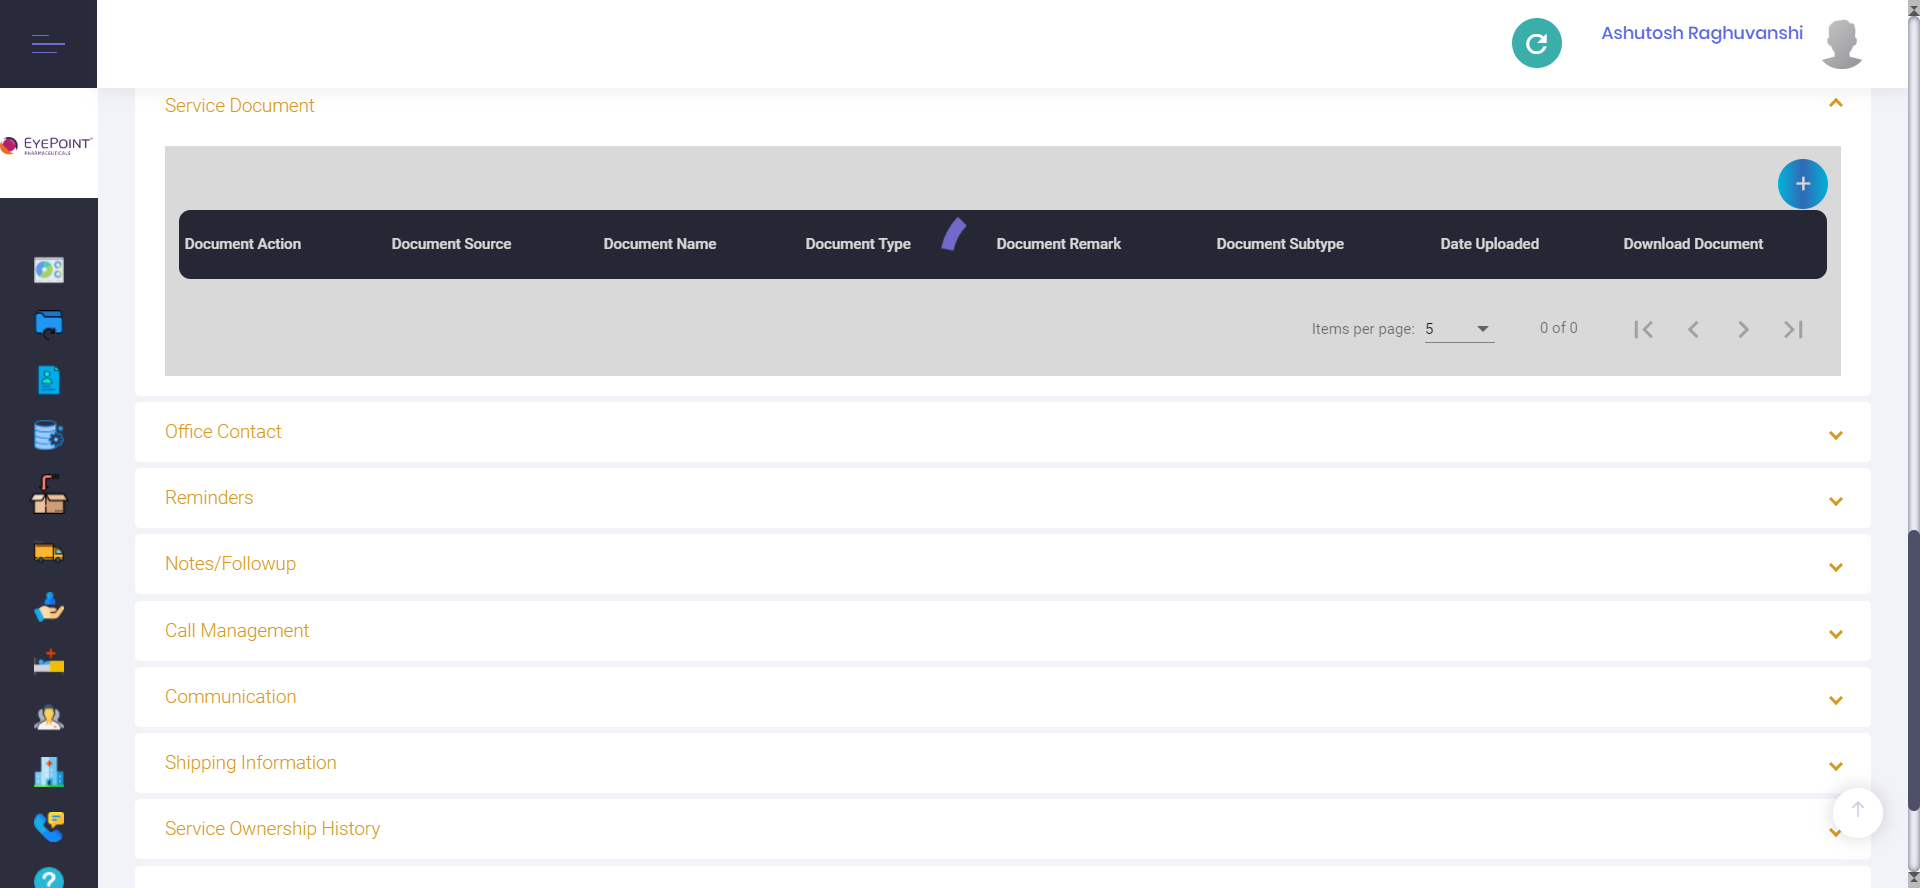 Ashutosh Raghuvanshi
EYEPOINT
PHARMACEUTICALS
Service Document
+
Document Action Document Source Document Name Document Type Document Remark Document Subtype Date Uploaded Download Document
Items per page: 5 0 of 0
Office Contact
Reminders
Notes/Followup
Call Management
Communication
Shipping Information
Service Ownership History
?